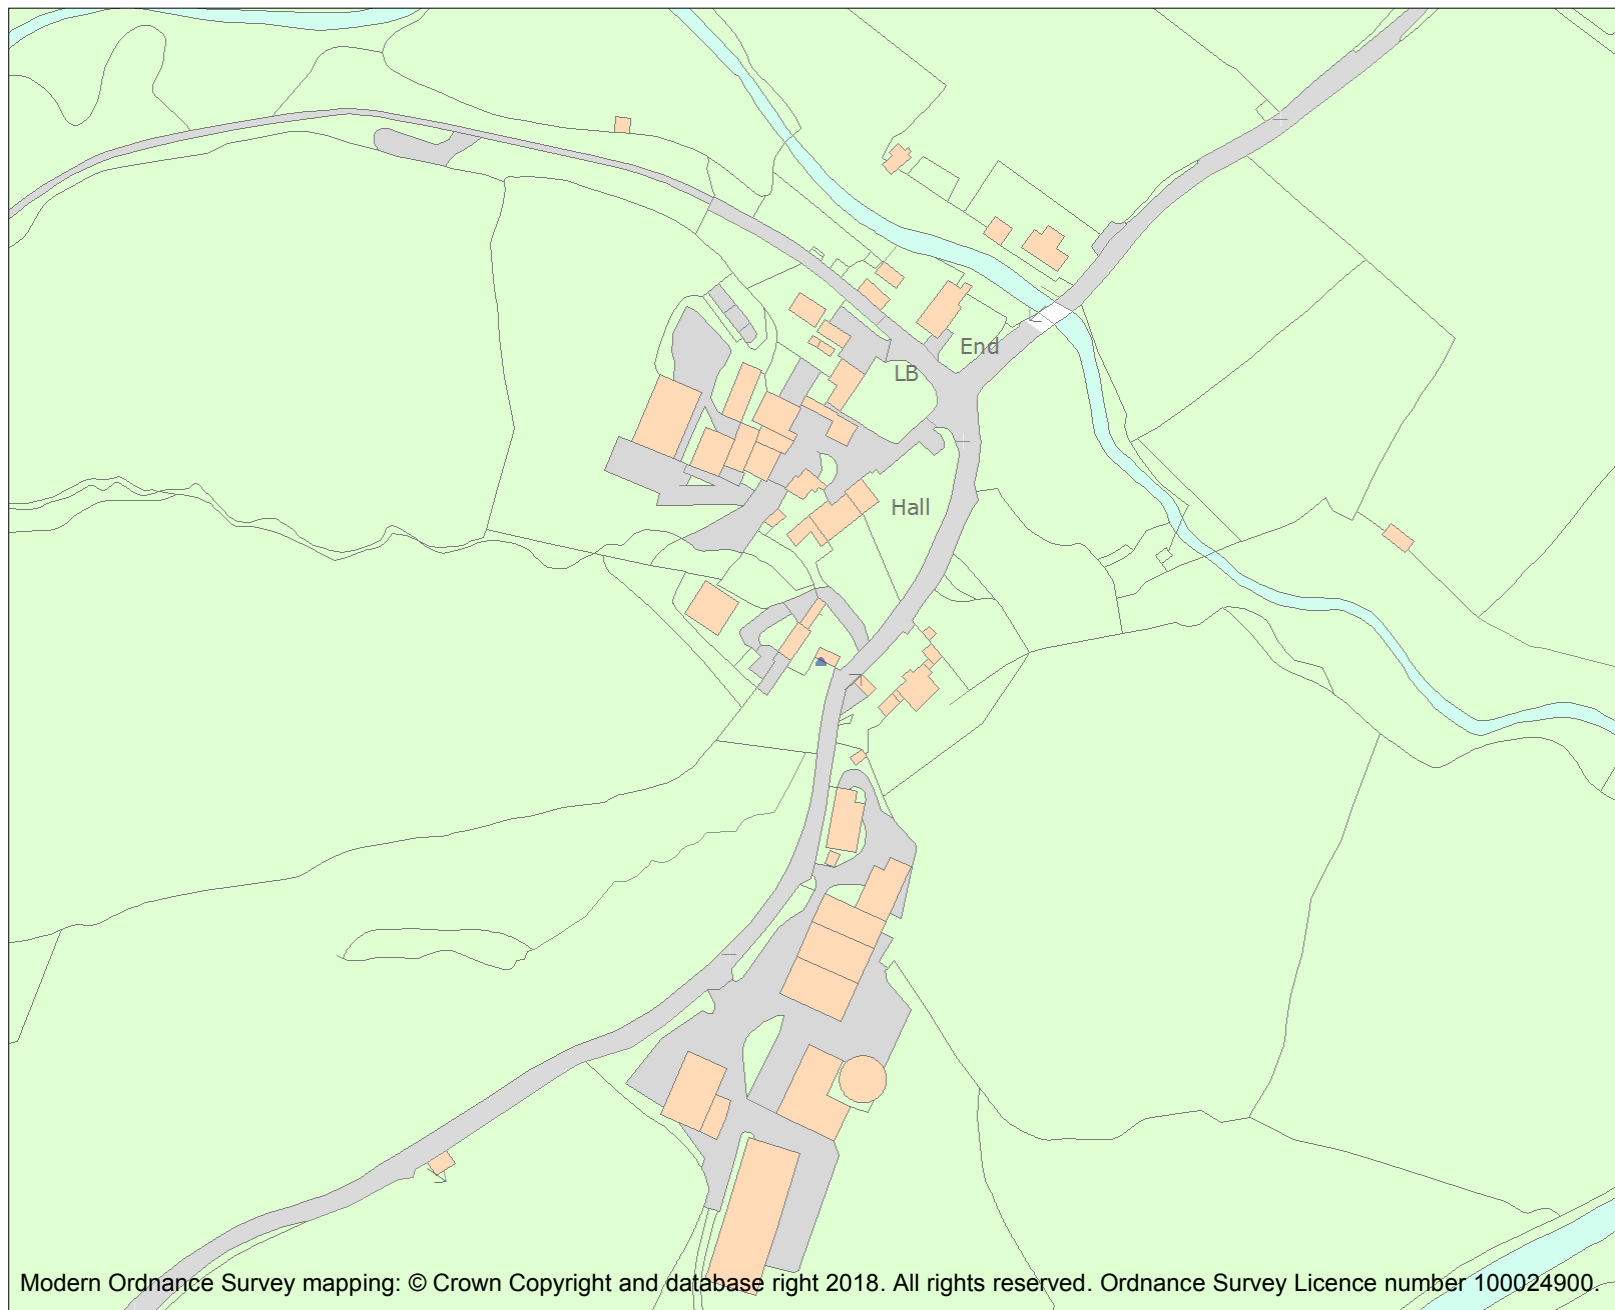 End
LB
Hall
Modern Ordnance Survey mapping: © Crown Copyright and database right 2018. All rights reserved. Ordnance Survey Licence number 100024900.